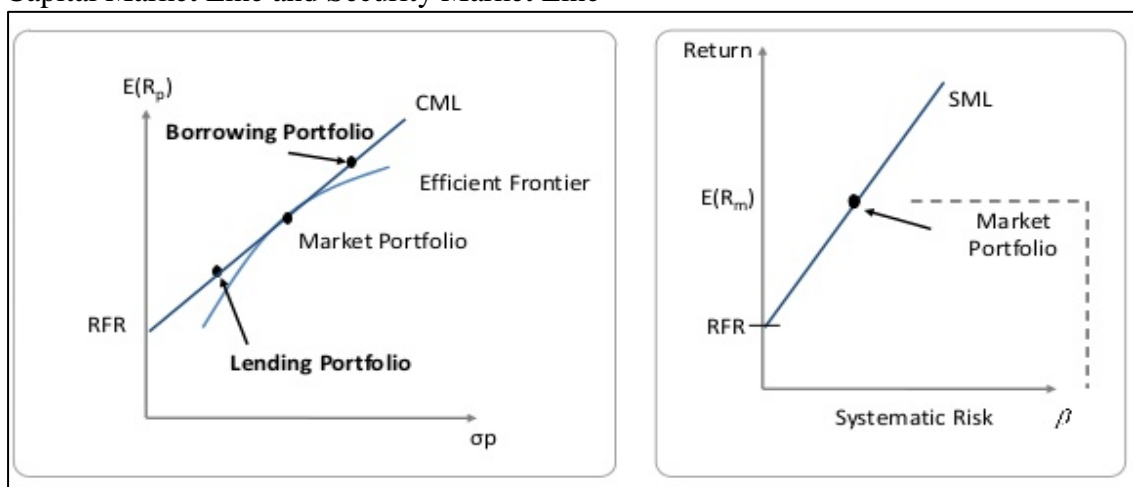 Capital Market Line and Security Market Line
E(Rp)
CML
Borrowing Portfolio
Efficient Frontier
Market Portfolio
RFR
Lending Portfolio
σp
Return
SML
E(Rm)
Market
Portfolio
RFR
Systematic Risk
β